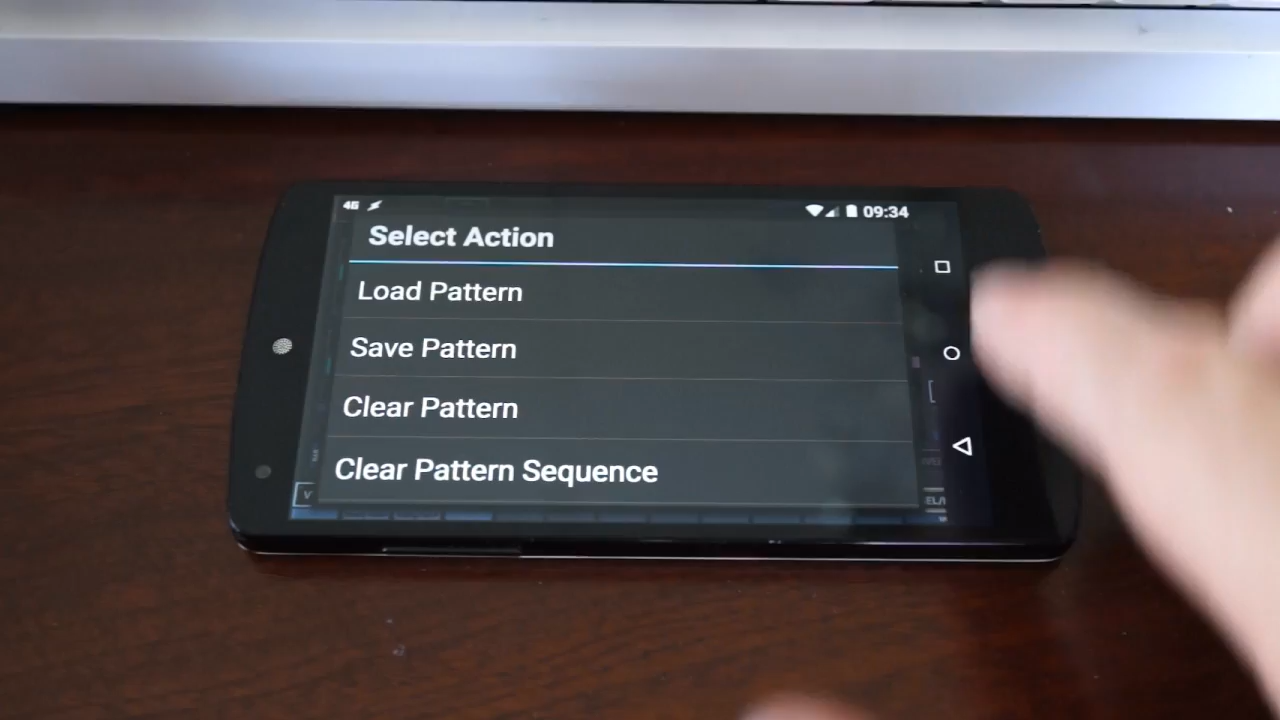 4G 09:34
Select Action
Load Pattern
Save Pattern
Clear Pattern
Clear Pattern Sequence
V